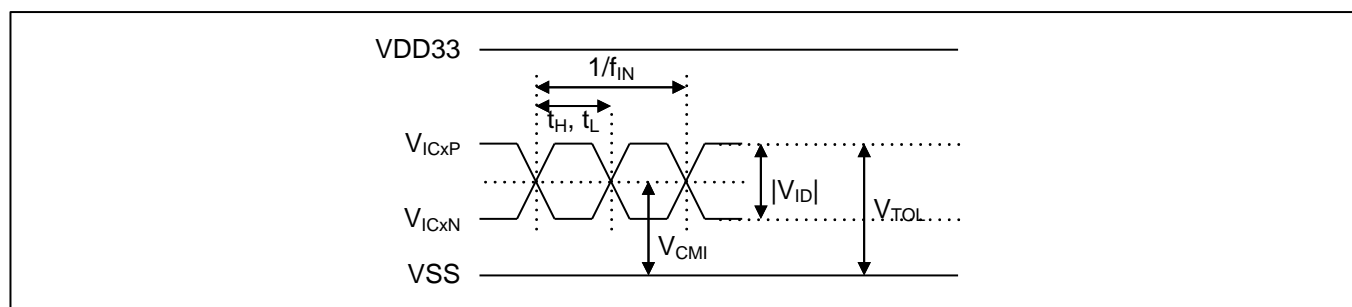 VDD33
1/fIN
tH, tL
VICxP
|VID|
VTOL
VICxN
VCMI
VSS